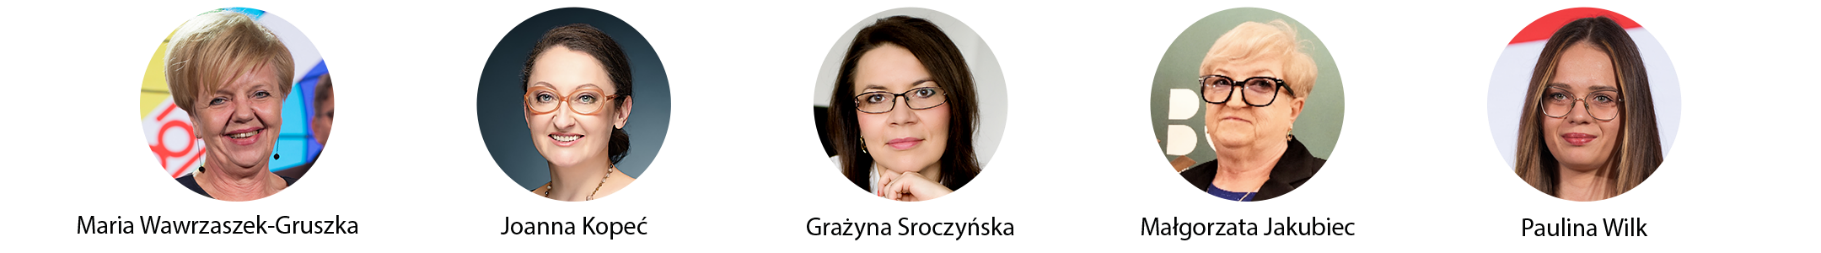 Maria Wawrzaszek-Gruszka
Joanna Kopeć
Grażyna Sroczyńska
Małgorzata Jakubiec
Paulina Wilk